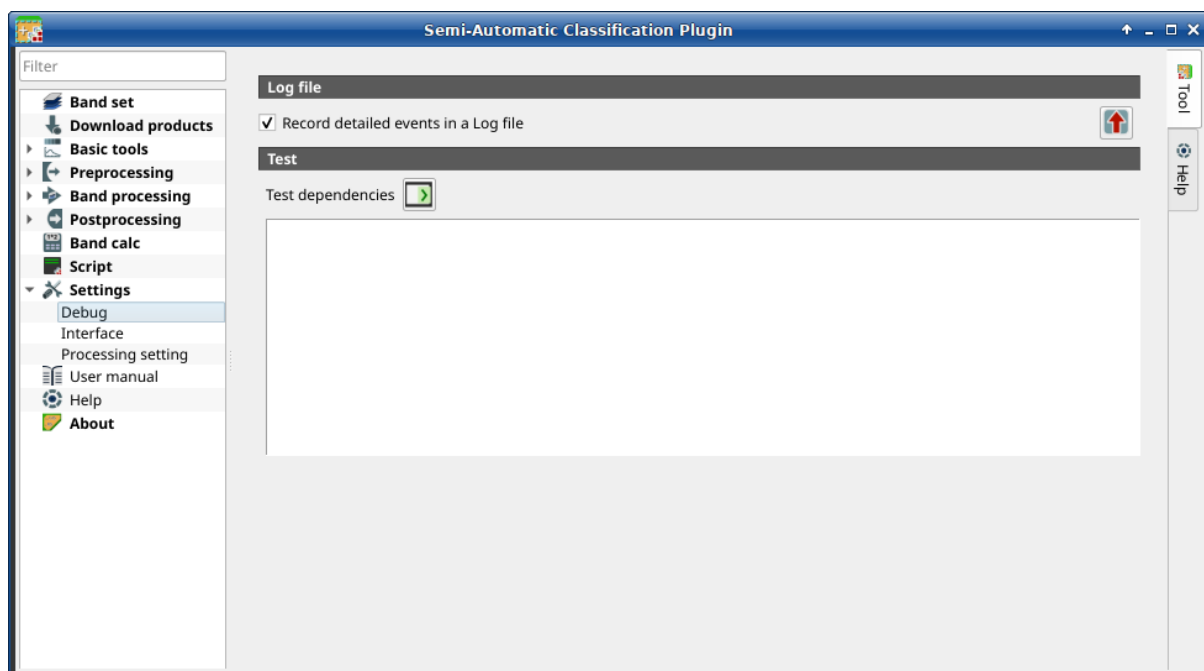 Semi-Automatic Classification Plugin
Filter
Band set
Download products
Basic tools
Preprocessing
Band processing
Postprocessing
Band calc
Script
Settings
Debug
Interface
Processing setting
User manual
Help
About
Log file
Record detailed events in a Log file
Test
Test dependencies
Tool
Help